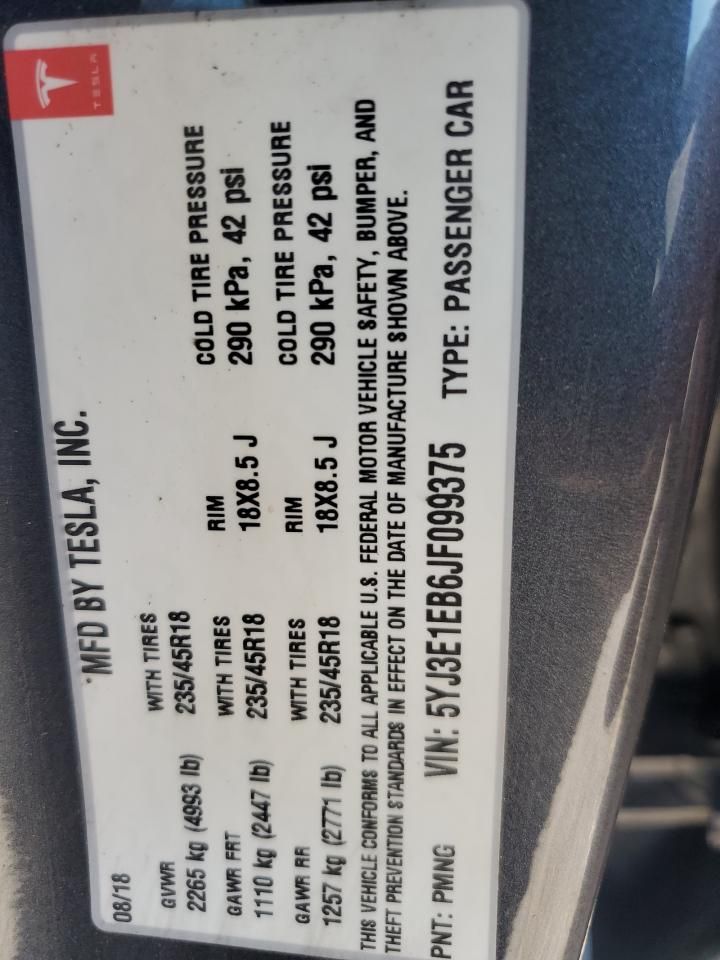 TESLA
*MFD BY TESLA, INC.
08/18
GVWR WITH TIRES
2265 kg (4993 lb) 235/45R18
GAWR FRT WITH TIRES RIM COLD TIRE PRESSURE
1110 kg (2447 lb) 235/45R18 18X8.5 J 290 kPa, 42 psi
GAWR RR WITH TIRES RIM COLD TIRE PRESSURE
1257 kg (2771 lb) 235/45R18 18X8.5 J 290 kPa, 42 psi
THIS VEHICLE CONFORMS TO ALL APPLICABLE U.S. FEDERAL MOTOR VEHICLE SAFETY, BUMPER, AND
THEFT PREVENTION STANDARDS IN EFFECT ON THE DATE OF MANUFACTURE SHOWN ABOVE.
PNT: PMNG VIN: 5YJ3E1EB6JF099375 TYPE: PASSENGER CAR